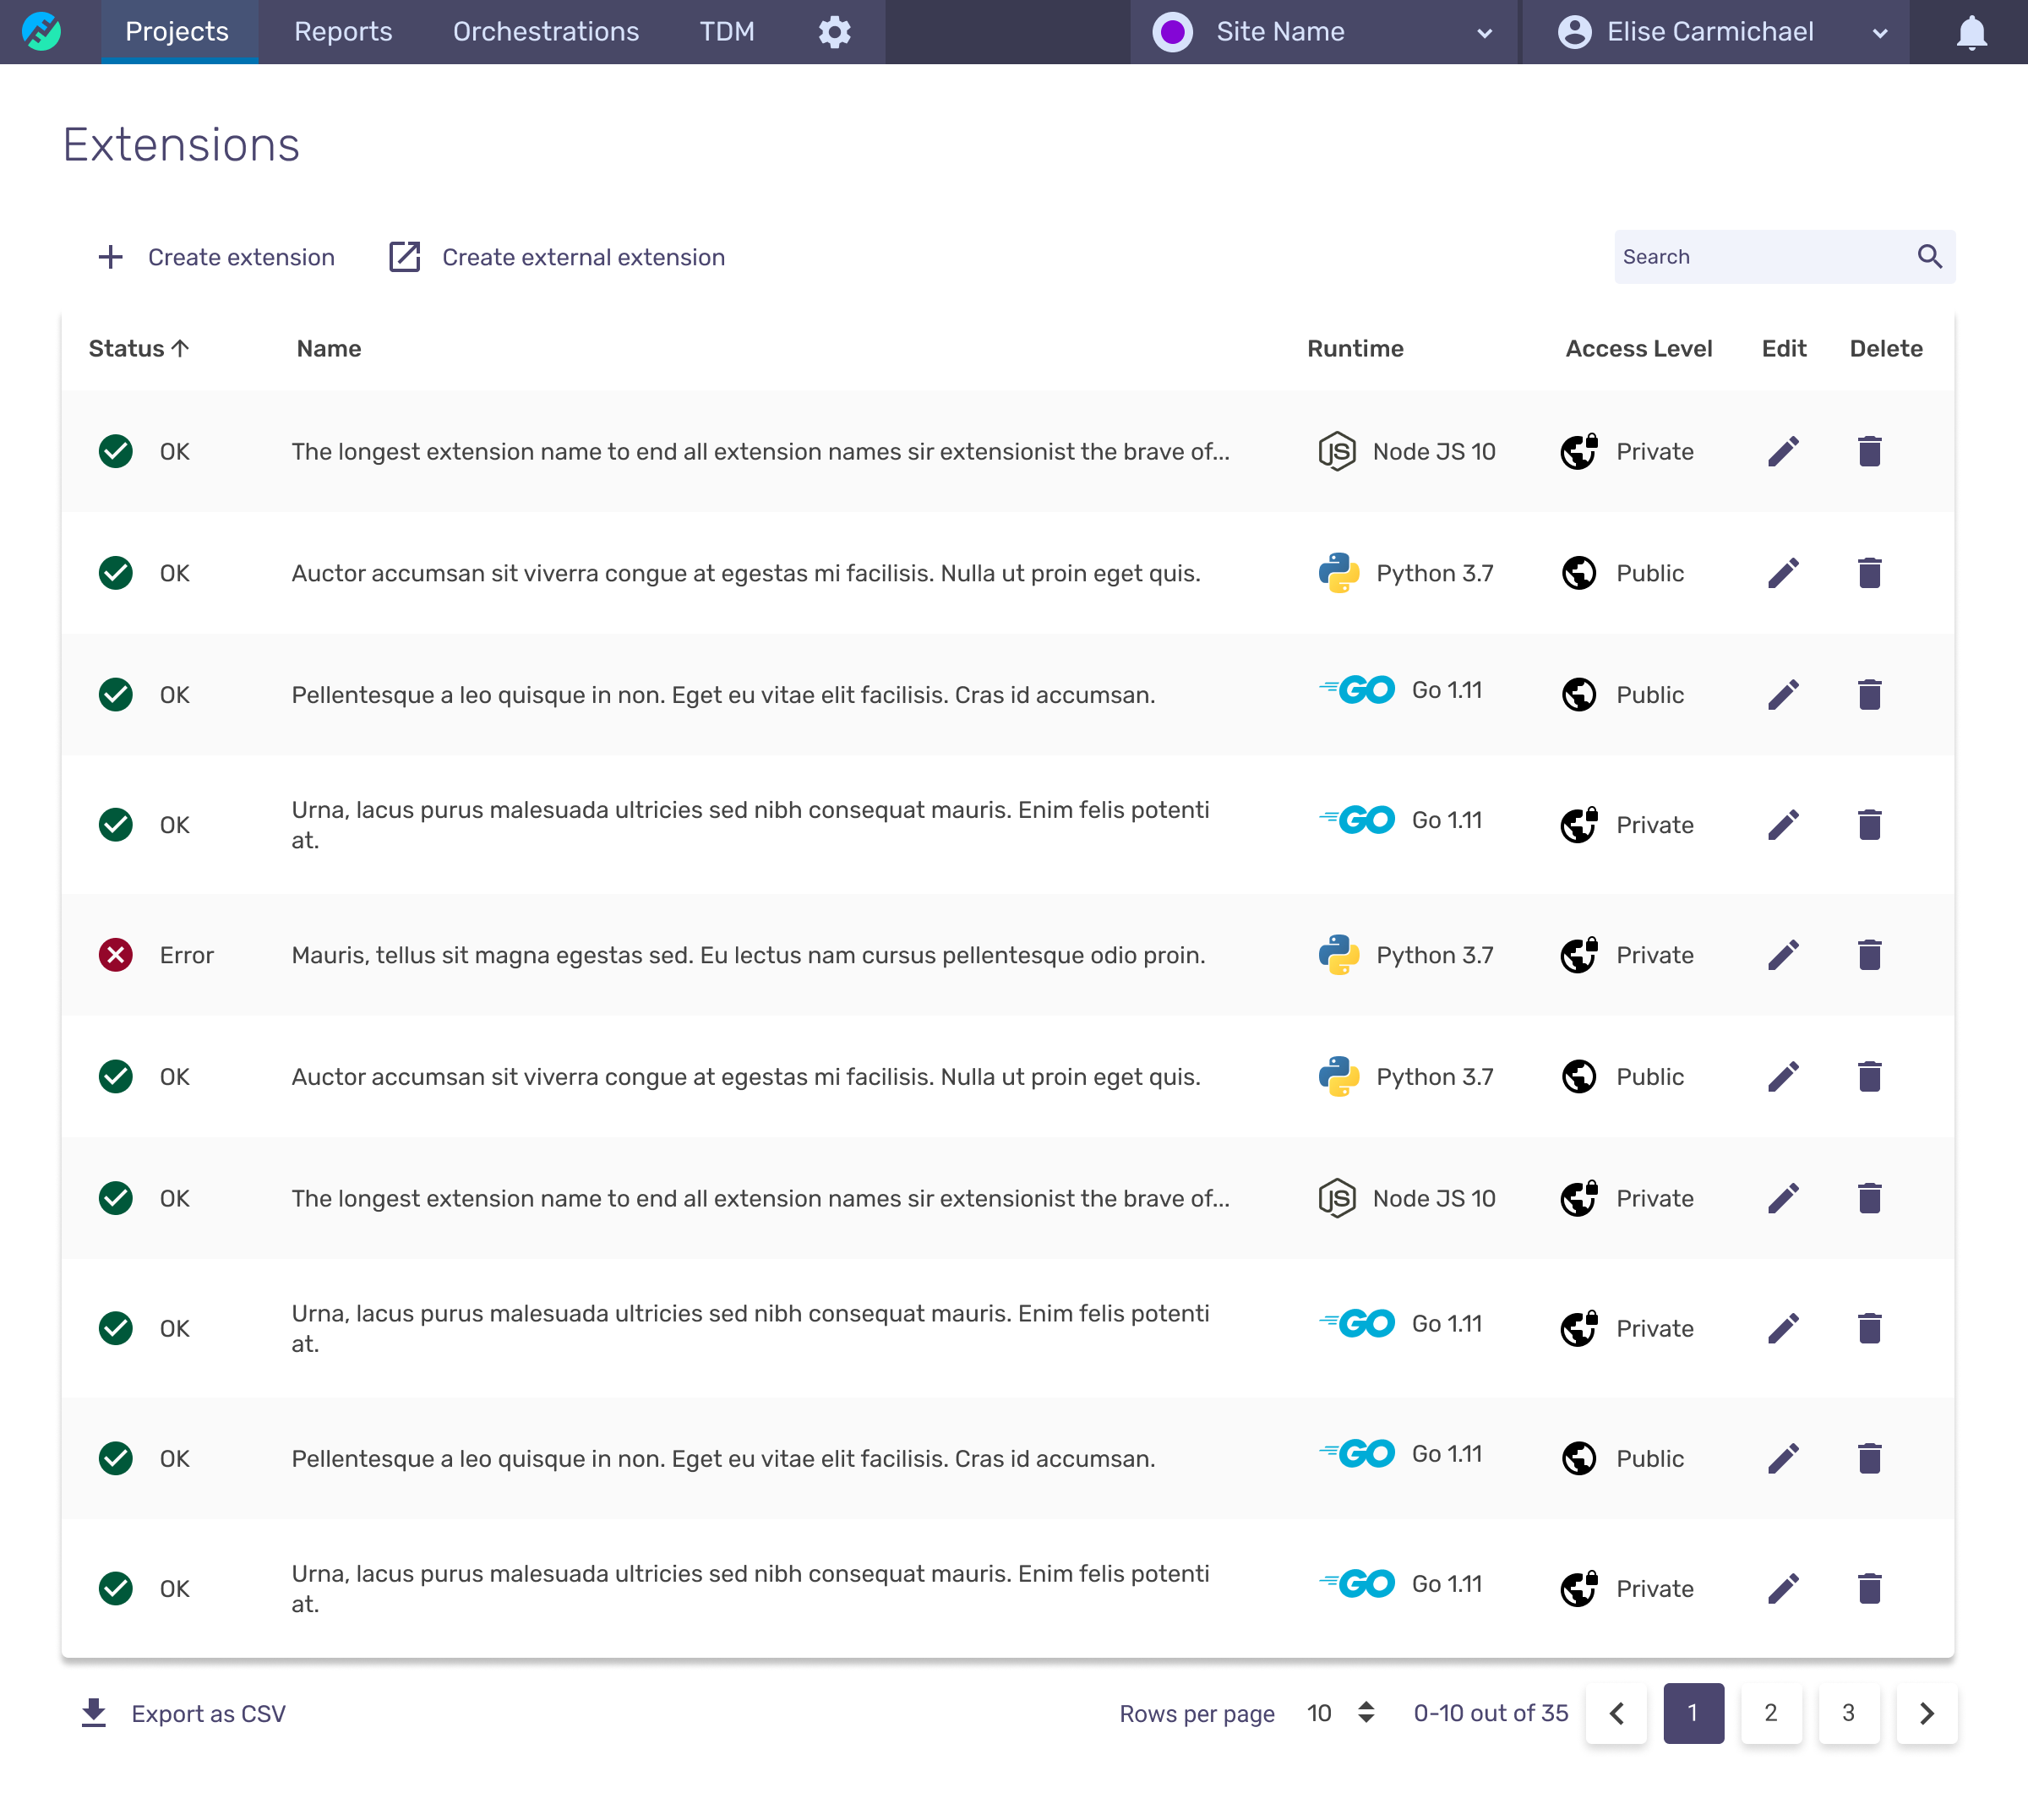 Projects Reports Orchestrations TDM Site Name Elise Carmichael
Extensions
Create extension Create external extension Search
Status Name Runtime Access Level Edit Delete
OK The longest extension name to end all extension names sir extensionist the brave of... JS Node JS 10 Private
OK Auctor accumsan sit viverra congue at egestas mi facilisis. Nulla ut proin eget quis. Python 3.7 Public
OK Pellentesque a leo quisque in non. Eget eu vitae elit facilisis. Cras id accumsan. GO Go 1.11 Public
OK Urna, lacus purus malesuada ultricies sed nibh consequat mauris. Enim felis potenti GO Go 1.11 Private
at.
Error Mauris, tellus sit magna egestas sed. Eu lectus nam cursus pellentesque odio proin. Python 3.7 Private
OK Auctor accumsan sit viverra congue at egestas mi facilisis. Nulla ut proin eget quis. Python 3.7 Public
OK The longest extension name to end all extension names sir extensionist the brave of... JS Node JS 10 Private
OK Urna, lacus purus malesuada ultricies sed nibh consequat mauris. Enim felis potenti GO Go 1.11 Private
at.
OK Pellentesque a leo quisque in non. Eget eu vitae elit facilisis. Cras id accumsan. GO Go 1.11 Public
OK Urna, lacus purus malesuada ultricies sed nibh consequat mauris. Enim felis potenti GO Go 1.11 Private
at.
Export as CSV Rows per page 10 0-10 out of 35 1 2 3